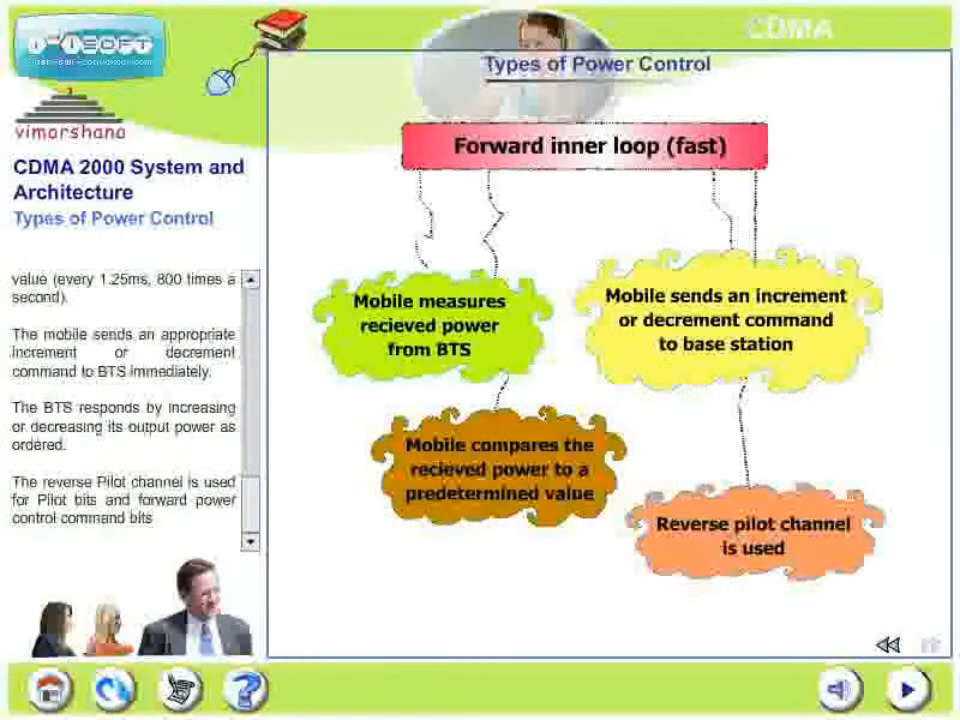 CDMA
Types of Power Control
vimarshana
CDMA 2000 System and
Architecture
Types of Power Control
value (every 1.25ms, 800 times a
second).
The mobile sends an appropriate
increment or decrement
command to BTS immediately.
The BTS responds by increasing
or decreasing its output power as
ordered.
The reverse Pilot channel is used
for Pilot bits and forward power
control command bits
Forward inner loop (fast)
Mobile measures
recieved power
from BTS
Mobile sends an increment
or decrement command
to base station
Mobile compares the
recieved power to a
predetermined value
Reverse pilot channel
is used